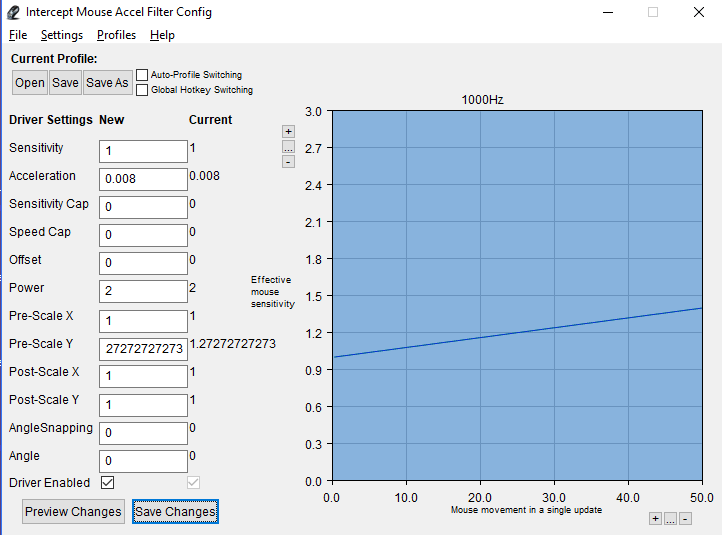 Intercept Mouse Accel Filter Config
File Settings Profiles Help
Current Profile:
Open Save Save As
Auto-Profile Switching
Global Hotkey Switching
Driver Settings New Current
Sensitivity 1 1
Acceleration 0.008 0.008
Sensitivity Cap 0 0
Speed Cap 0 0
Offset 0 0
Power 2 2
Pre-Scale X 1 1
Pre-Scale Y 27272727273 1.27272727273
Post-Scale X 1 1
Post-Scale Y 1 1
AngleSnapping 0 0
Angle 0 0
Driver Enabled
Preview Changes Save Changes
+
...
-
Effective
mouse
sensitivity
1000Hz
3.0
2.7
2.4
2.1
1.8
1.5
1.2
0.9
0.6
0.3
0.0
0.0 10.0 20.0 30.0 40.0 50.0
Mouse movement in a single update
+ ... -